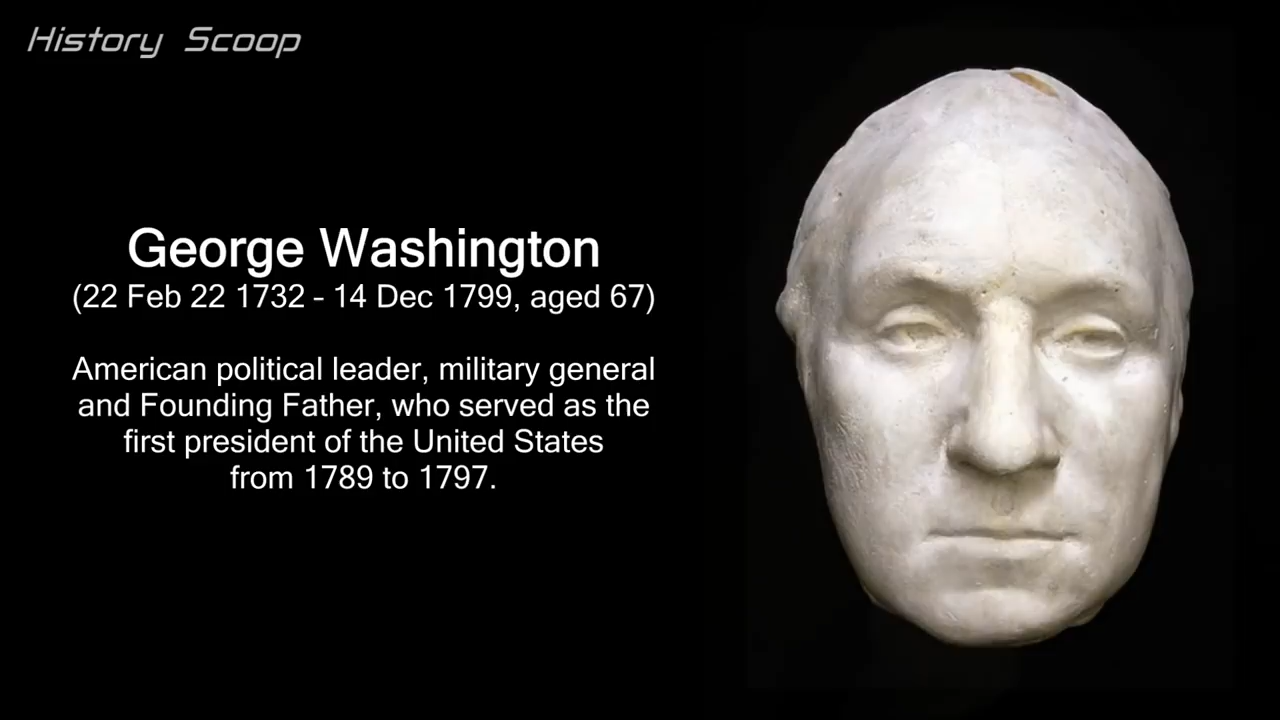 History Scoop
George Washington
(22 Feb 22 1732 - 14 Dec 1799, aged 67)
American political leader, military general
and Founding Father, who served as the
first president of the United States
from 1789 to 1797.